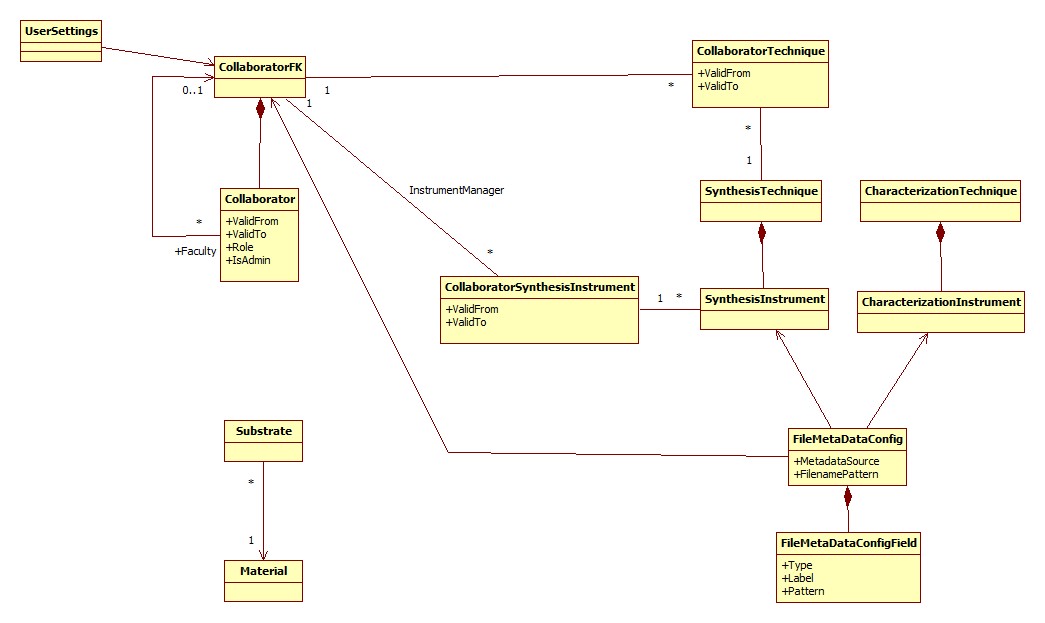 UserSettings
CollaboratorFK
CollaboratorTechnique
+ValidFrom
+ValidTo
0..1
1
1
*
*
1
InstrumentManager
SynthesisTechnique
CharacterizationTechnique
Collaborator
+ValidFrom
+ValidTo
+Role
+IsAdmin
*
+Faculty
*
CollaboratorSynthesisInstrument
+ValidFrom
+ValidTo
1
*
SynthesisInstrument
CharacterizationInstrument
Substrate
*
1
Material
FileMetaDataConfig
+MetadataSource
+FilenamePattern
FileMetaDataConfigField
+Type
+Label
+Pattern